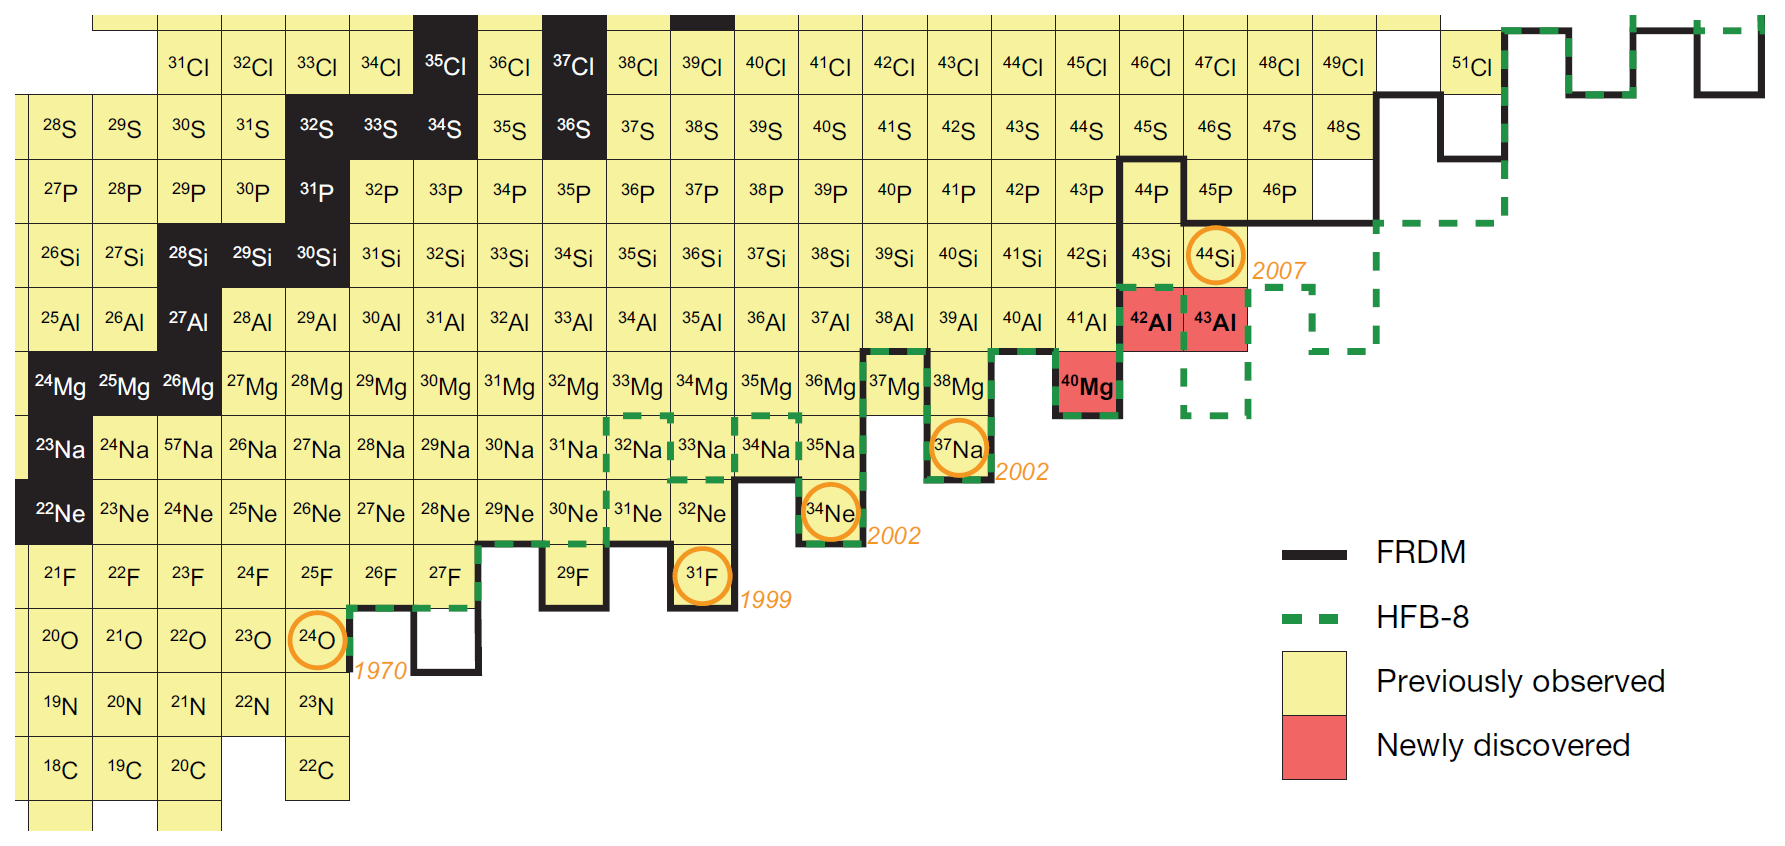 31Cl 32Cl 33Cl 34Cl 35Cl 36Cl 37Cl 38Cl 39Cl 40Cl 41Cl 42Cl 43Cl 44Cl 45Cl 46Cl 47Cl 48Cl 49Cl 51Cl
28S 29S 30S 31S 32S 33S 34S 35S 36S 37S 38S 39S 40S 41S 42S 43S 44S 45S 46S 47S 48S
27P 28P 29P 30P 31P 32P 33P 34P 35P 36P 37P 38P 39P 40P 41P 42P 43P 44P 45P 46P
26Si 27Si 28Si 29Si 30Si 31Si 32Si 33Si 34Si 35Si 36Si 37Si 38Si 39Si 40Si 41Si 42Si 43Si 44Si 2007
25Al 26Al 27Al 28Al 29Al 30Al 31Al 32Al 33Al 34Al 35Al 36Al 37Al 38Al 39Al 40Al 41Al 42Al 43Al
24Mg 25Mg 26Mg 27Mg 28Mg 29Mg 30Mg 31Mg 32Mg 33Mg 34Mg 35Mg 36Mg 37Mg 38Mg 40Mg
23Na 24Na 57Na 26Na 27Na 28Na 29Na 30Na 31Na 32Na 33Na 34Na 35Na 37Na 2002
22Ne 23Ne 24Ne 25Ne 26Ne 27Ne 28Ne 29Ne 30Ne 31Ne 32Ne 34Ne 2002
21F 22F 23F 24F 25F 26F 27F 29F 31F 1999
20O 21O 22O 23O 24O 1970
19N 20N 21N 22N 23N
18C 19C 20C 22C
FRDM
HFB-8
Previously observed
Newly discovered